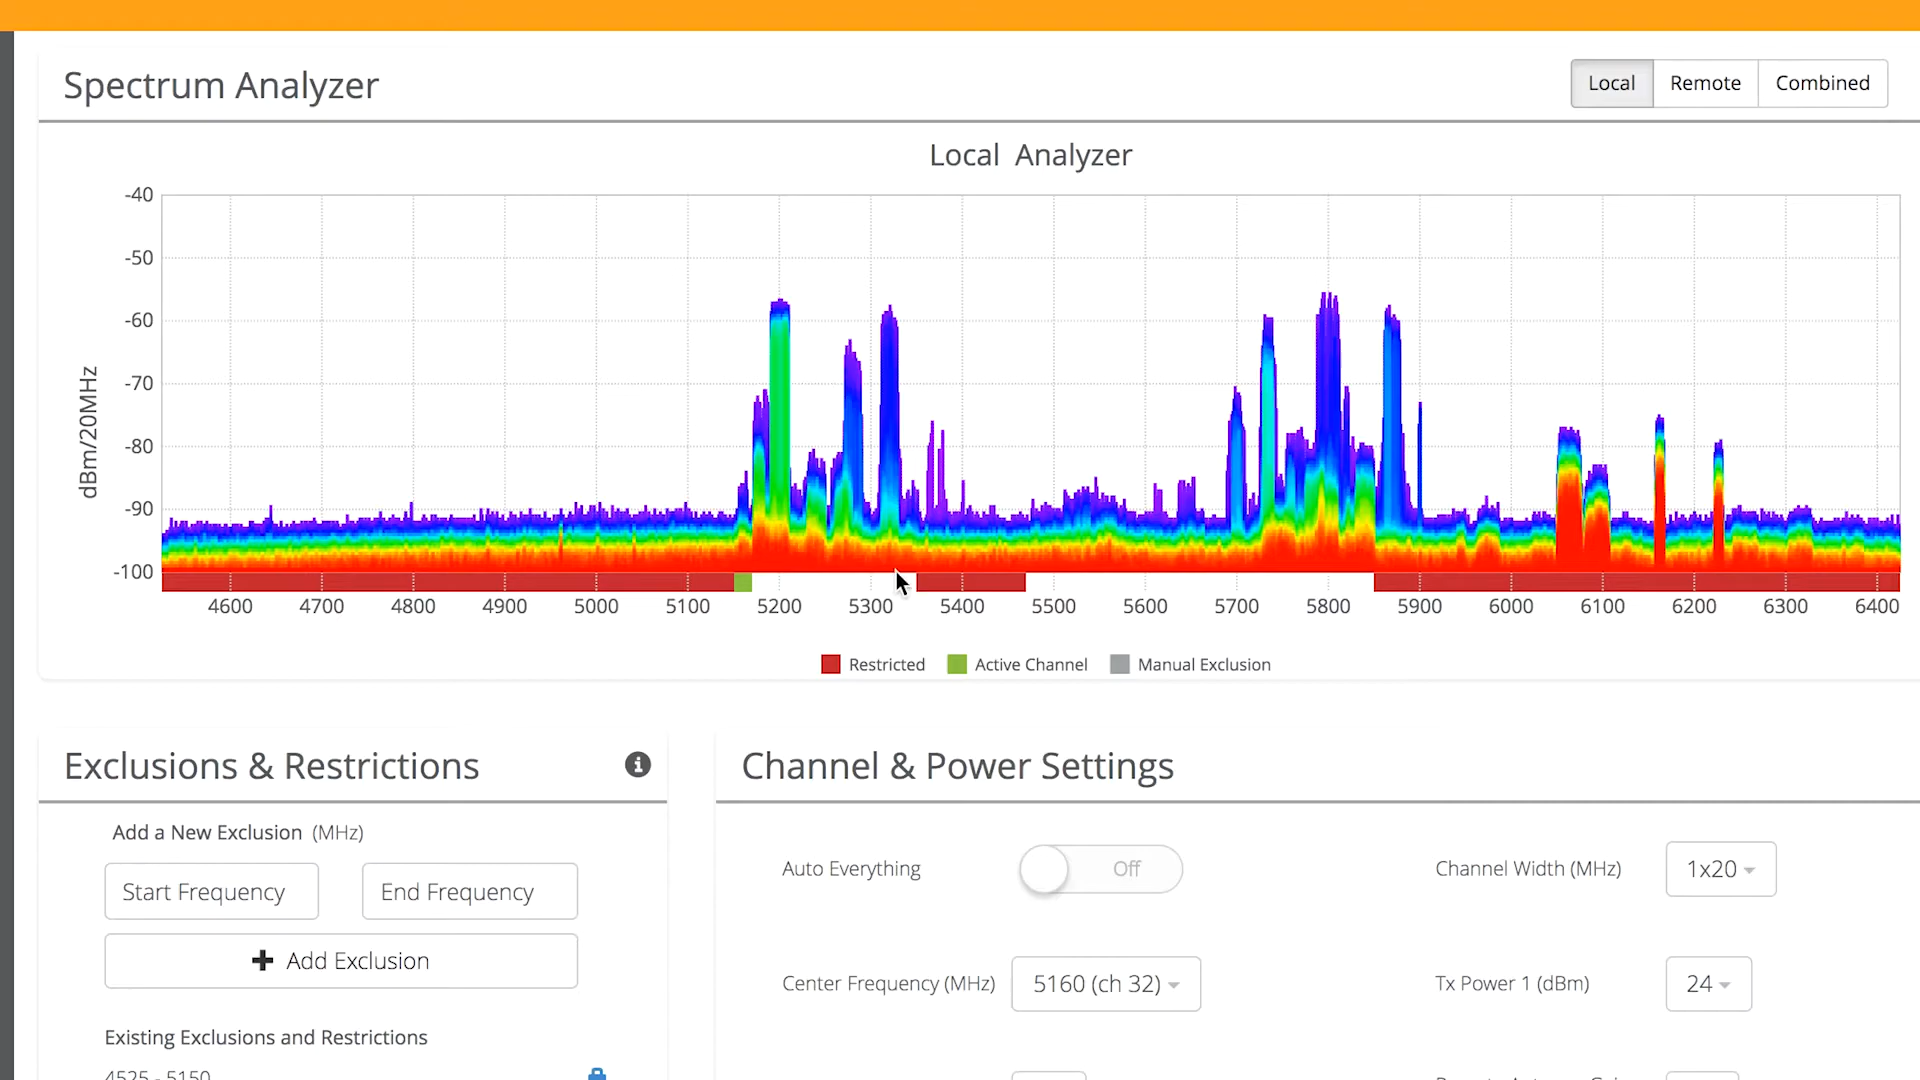 Spectrum Analyzer
Local Remote Combined
Local Analyzer
-40
-50
-60
-70
-80
-90
-100
dBm/20MHz
4600 4700 4800 4900 5000 5100 5200 5300 5400 5500 5600 5700 5800 5900 6000 6100 6200 6300 6400
Restricted Active Channel Manual Exclusion
Exclusions & Restrictions
Add a New Exclusion (MHz)
Start Frequency End Frequency
Add Exclusion
Existing Exclusions and Restrictions
4525 - 5150
Channel & Power Settings
Auto Everything Off Channel Width (MHz) 1x20
Center Frequency (MHz) 5160 (ch 32) Tx Power 1 (dBm) 24